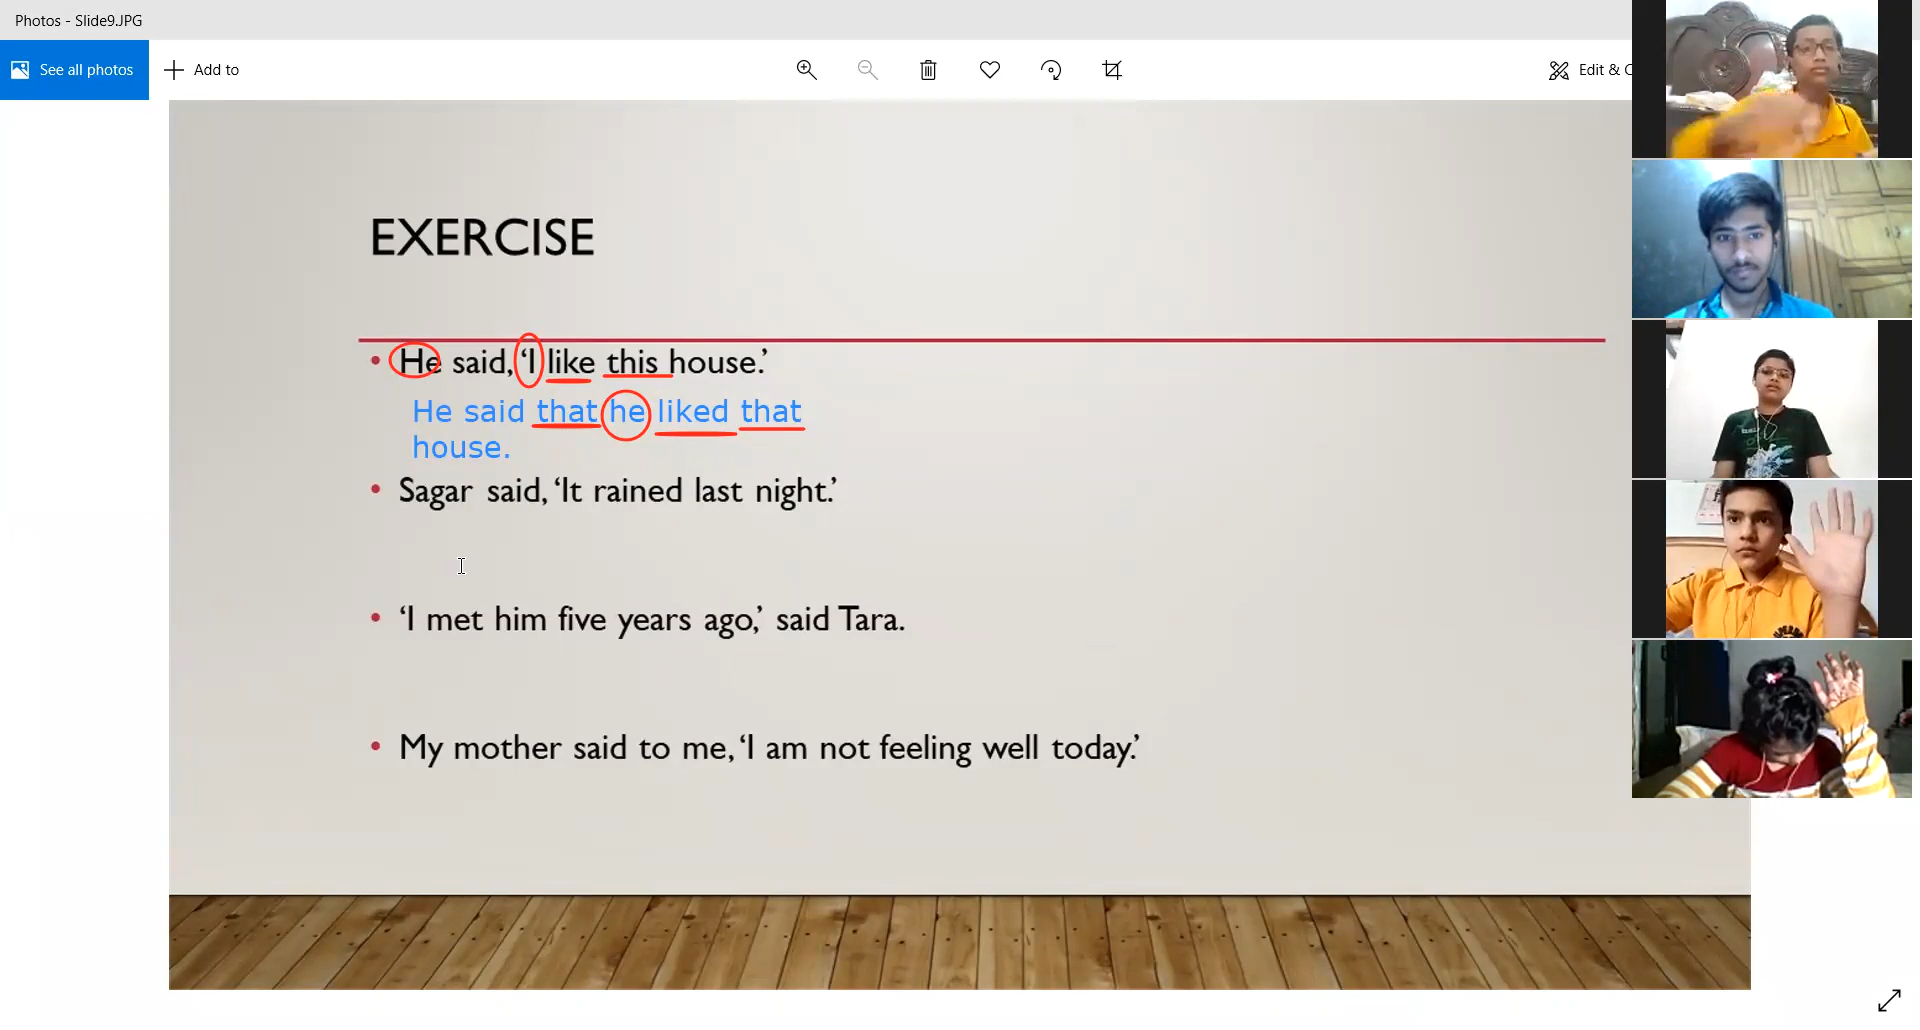 Photos - Slide9.JPG
See all photos
Add to
Edit & C
EXERCISE
• He said, ‘I like this house.’
He said that he liked that
house.
• Sagar said, ‘It rained last night.’
• ‘I met him five years ago,’ said Tara.
• My mother said to me, ‘I am not feeling well today.’